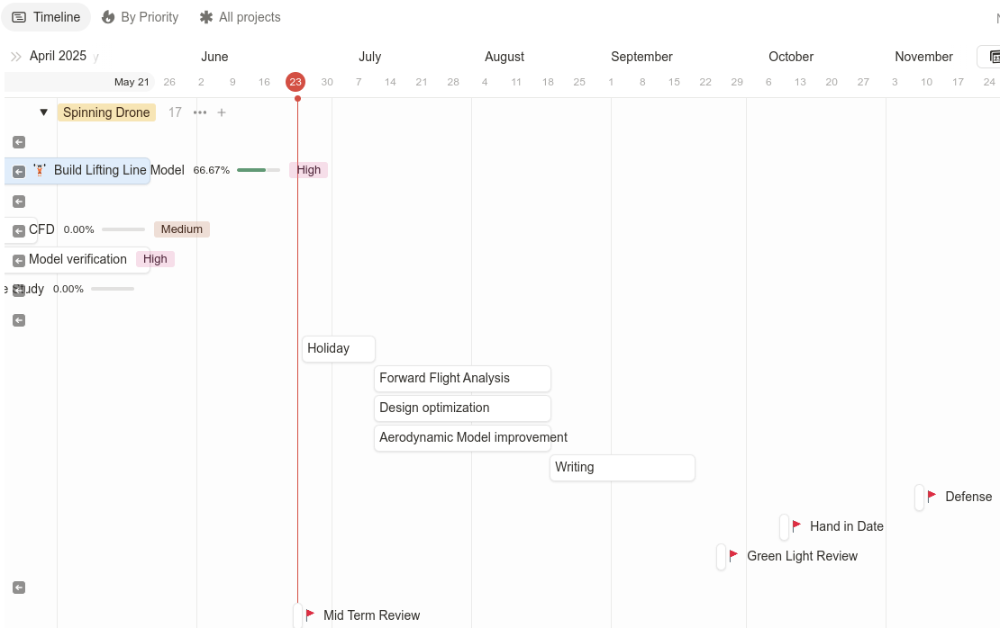 Timeline By Priority All projects
April 2025 June July August September October November
May 21 26 2 9 16 23 30 7 14 21 28 4 11 18 25 1 8 15 22 29 6 13 20 27 3 10 17 24
Spinning Drone 17 ••• +
Build Lifting Line Model 66.67% High
CFD 0.00% Medium
Model verification High
0.00%
Holiday
Forward Flight Analysis
Design optimization
Aerodynamic Model improvement
Writing
Defense
Hand in Date
Green Light Review
Mid Term Review